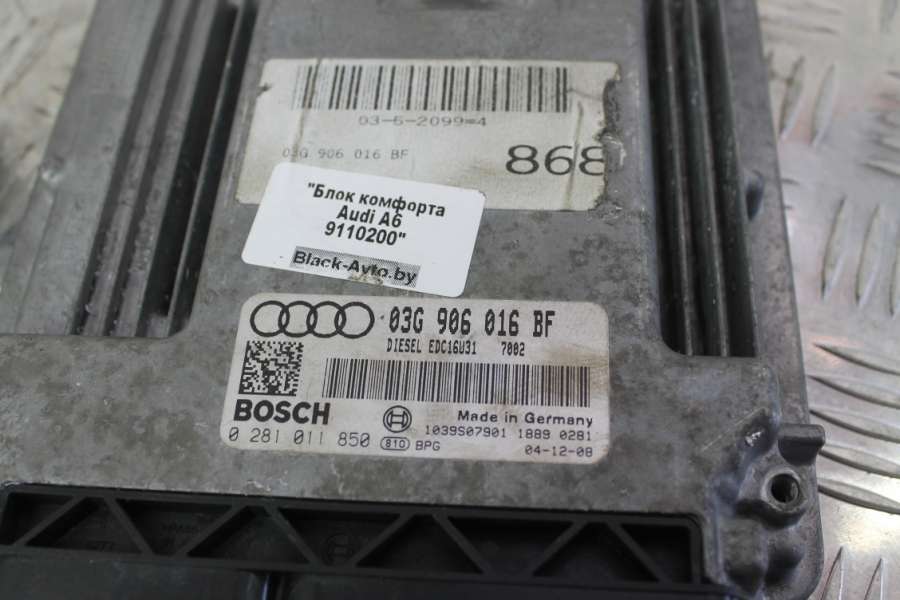 03-6-2099=4
03G 906 016 BF
868
"Блок комфорта
Audi A6
9110200"
Black-Avto.by
03G 906 016 BF
DIESEL EDC16U31 7002
BOSCH
Made in Germany
1039S07901 1889 0281
0 281 011 850 810 BPG
04-12-08